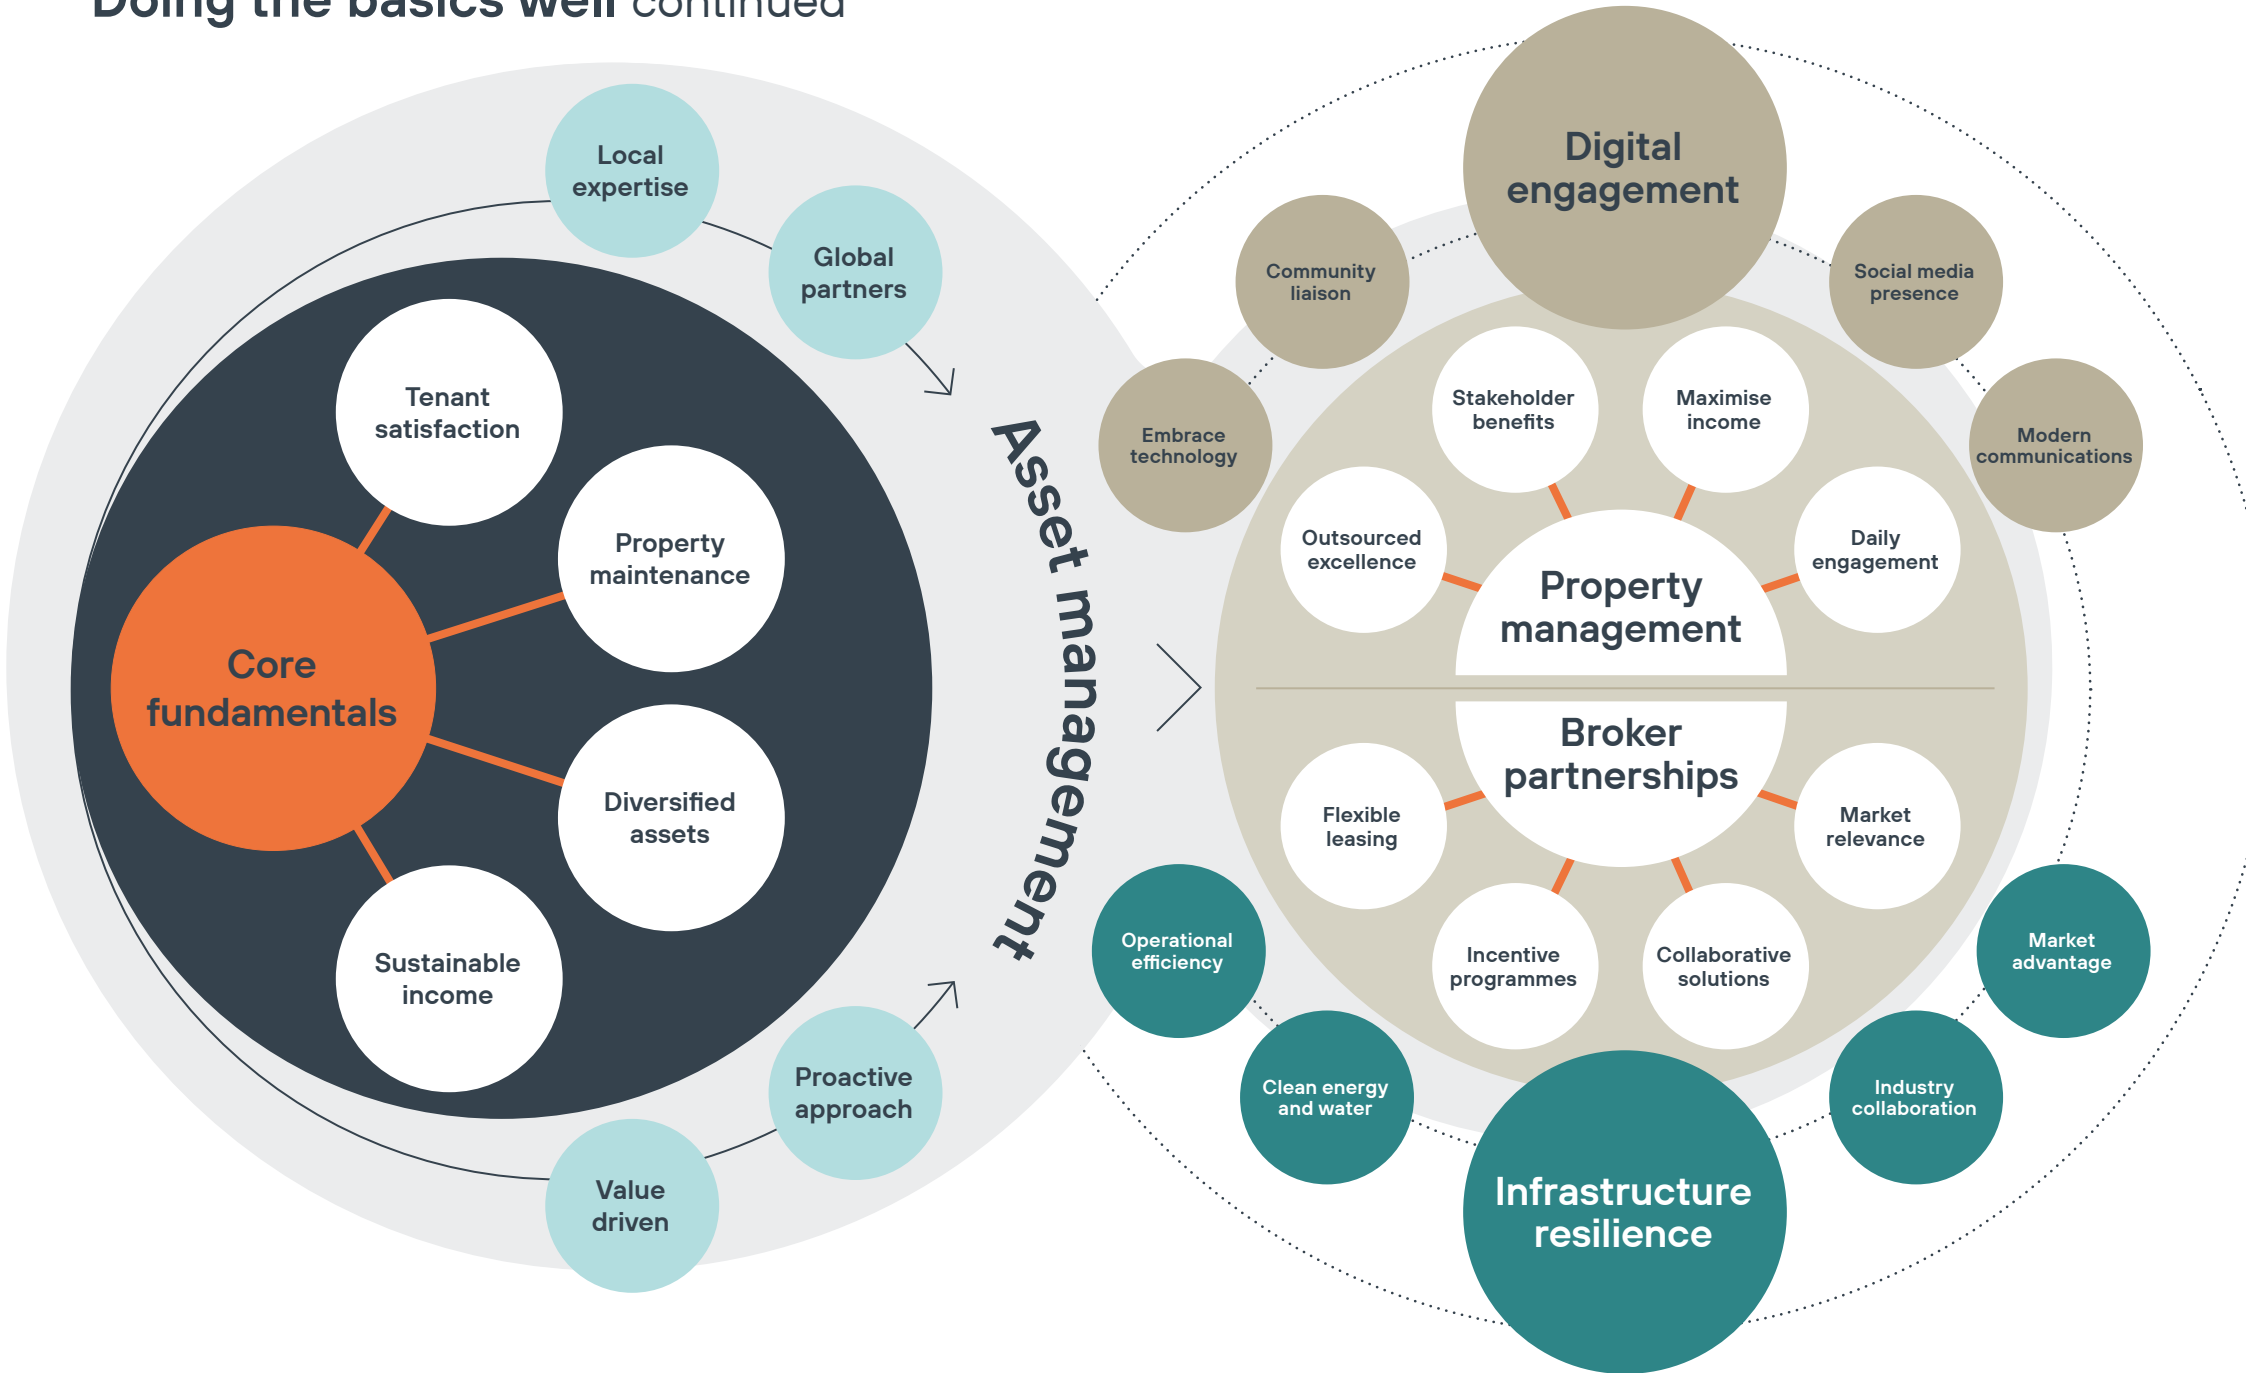 Doing the basics well continued
Local
expertise
Global
partners
Tenant
satisfaction
Property
maintenance
Core
fundamentals
Diversified
assets
Sustainable
income
Proactive
approach
Value
driven
Asset management
Digital
engagement
Community
liaison
Social media
presence
Embrace
technology
Modern
communications
Stakeholder
benefits
Maximise
income
Outsourced
excellence
Daily
engagement
Property
management
Broker
partnerships
Flexible
leasing
Market
relevance
Incentive
programmes
Collaborative
solutions
Operational
efficiency
Market
advantage
Clean energy
and water
Industry
collaboration
Infrastructure
resilience